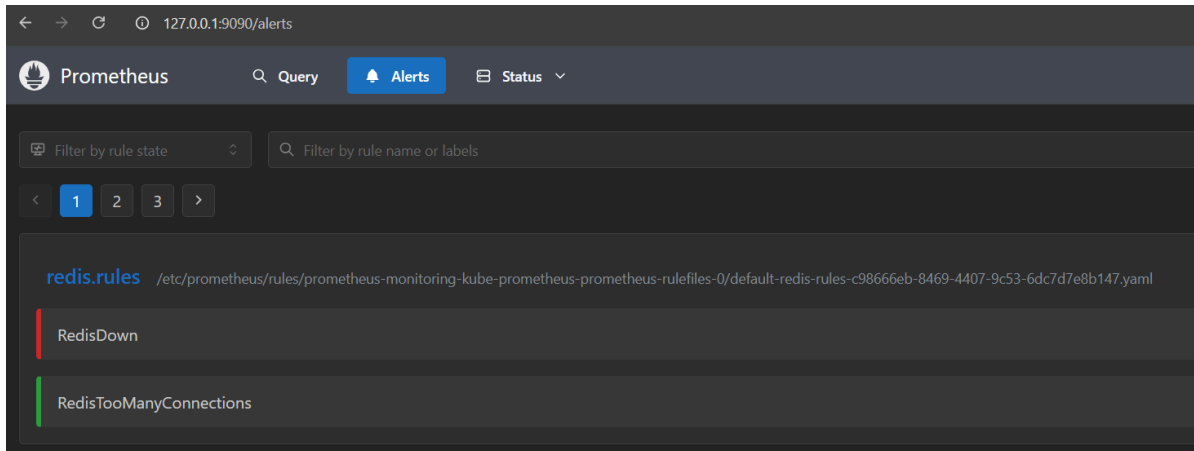 127.0.0.1:9090/alerts
Prometheus Query Alerts Status
Filter by rule state Filter by rule name or labels
1 2 3
redis.rules /etc/prometheus/rules/prometheus-monitoring-kube-prometheus-prometheus-rulefiles-0/default-redis-rules-c98666eb-8469-4407-9c53-6dc7d7e8b147.yaml
RedisDown
RedisTooManyConnections